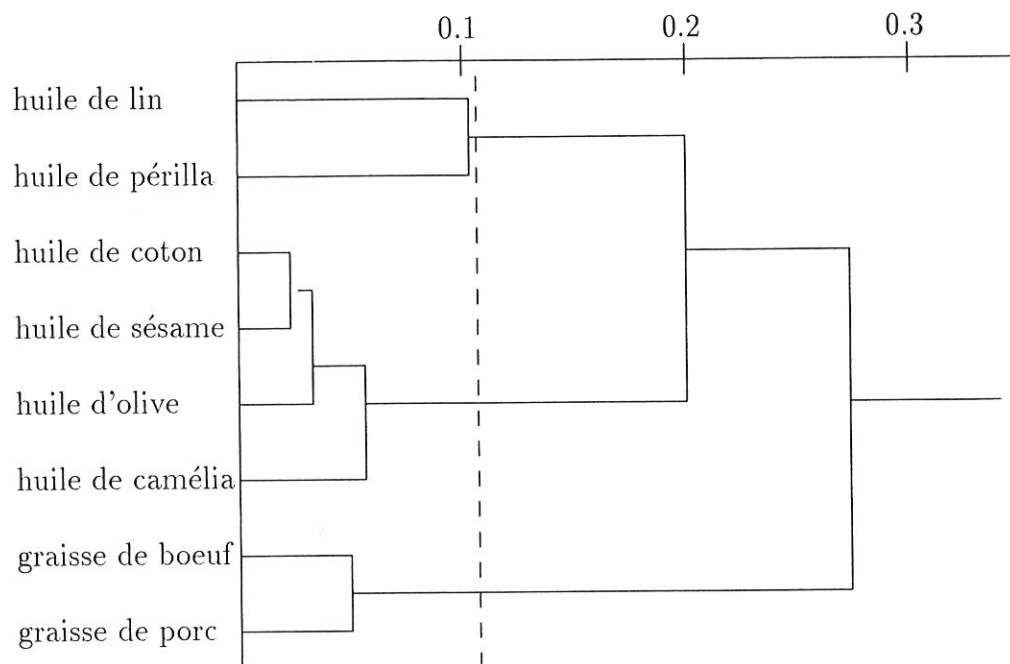 0.1 0.2 0.3
huile de lin
huile de périlla
huile de coton
huile de sésame
huile d'olive
huile de camélia
graisse de boeuf
graisse de porc